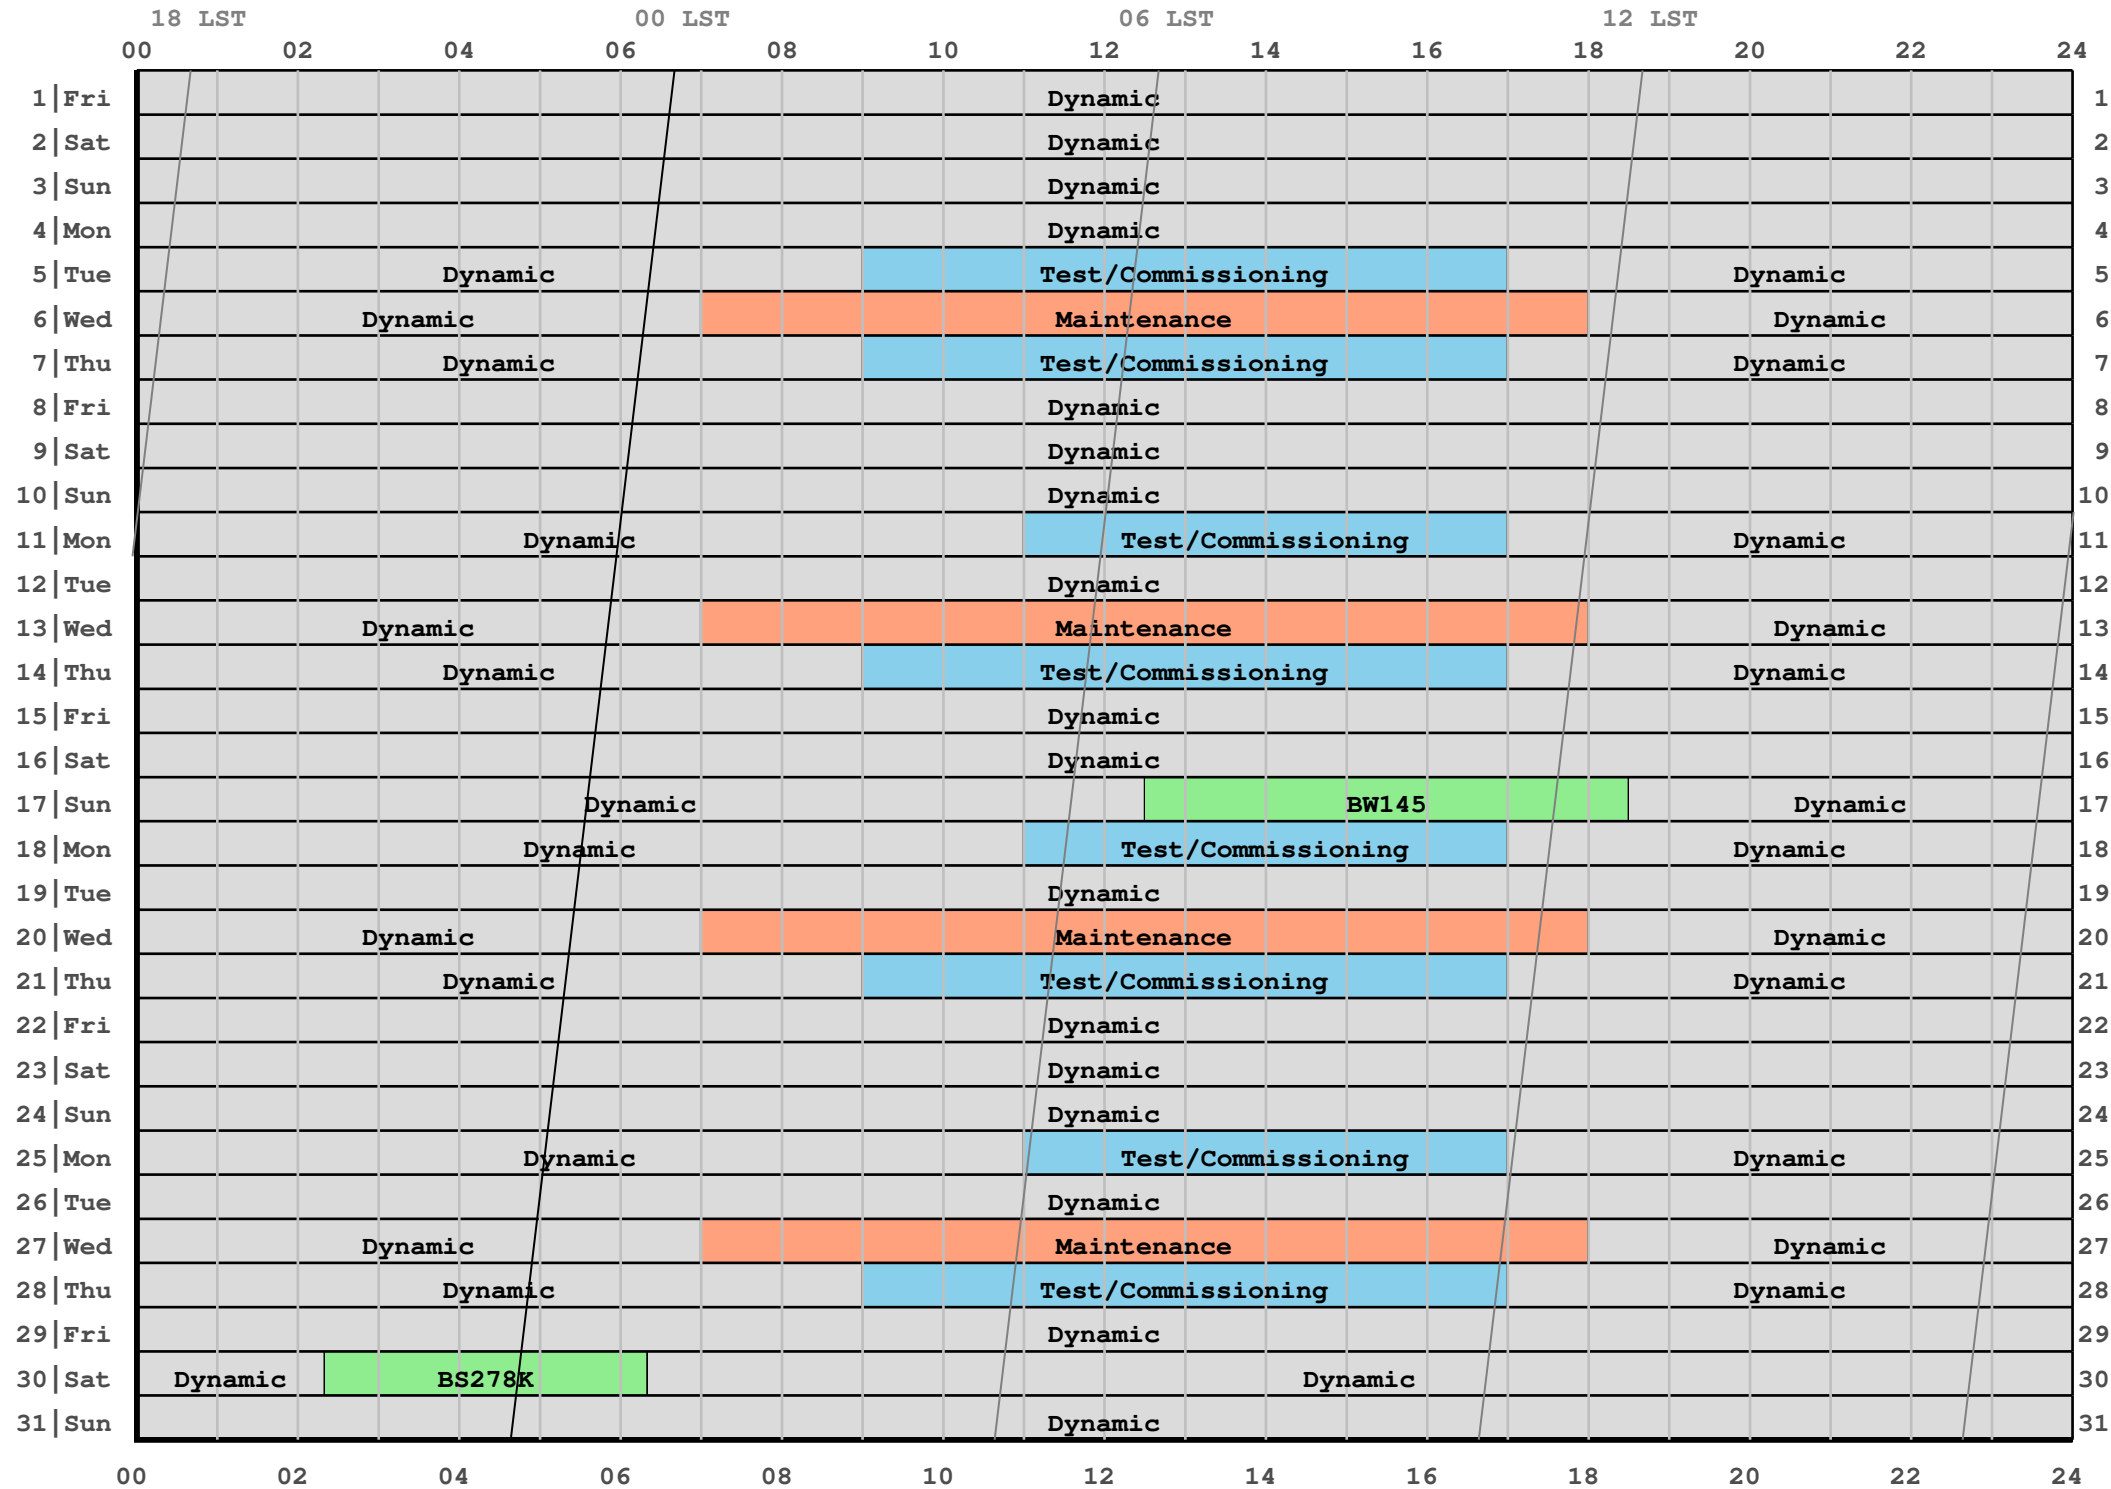 18 LST 00 LST 06 LST 12 LST
00 02 04 06 08 10 12 14 16 18 20 22 24
1|Fri Dynamic 1
2|Sat Dynamic 2
3|Sun Dynamic 3
4|Mon Dynamic 4
5|Tue Dynamic Test/Commissioning Dynamic 5
6|Wed Dynamic Maintenance Dynamic 6
7|Thu Dynamic Test/Commissioning Dynamic 7
8|Fri Dynamic 8
9|Sat Dynamic 9
10|Sun Dynamic 10
11|Mon Dynamic Test/Commissioning Dynamic 11
12|Tue Dynamic 12
13|Wed Dynamic Maintenance Dynamic 13
14|Thu Dynamic Test/Commissioning Dynamic 14
15|Fri Dynamic 15
16|Sat Dynamic 16
17|Sun Dynamic BW145 Dynamic 17
18|Mon Dynamic Test/Commissioning Dynamic 18
19|Tue Dynamic 19
20|Wed Dynamic Maintenance Dynamic 20
21|Thu Dynamic Test/Commissioning Dynamic 21
22|Fri Dynamic 22
23|Sat Dynamic 23
24|Sun Dynamic 24
25|Mon Dynamic Test/Commissioning Dynamic 25
26|Tue Dynamic 26
27|Wed Dynamic Maintenance Dynamic 27
28|Thu Dynamic Test/Commissioning Dynamic 28
29|Fri Dynamic 29
30|Sat Dynamic BS278K Dynamic 30
31|Sun Dynamic 31
00 02 04 06 08 10 12 14 16 18 20 22 24